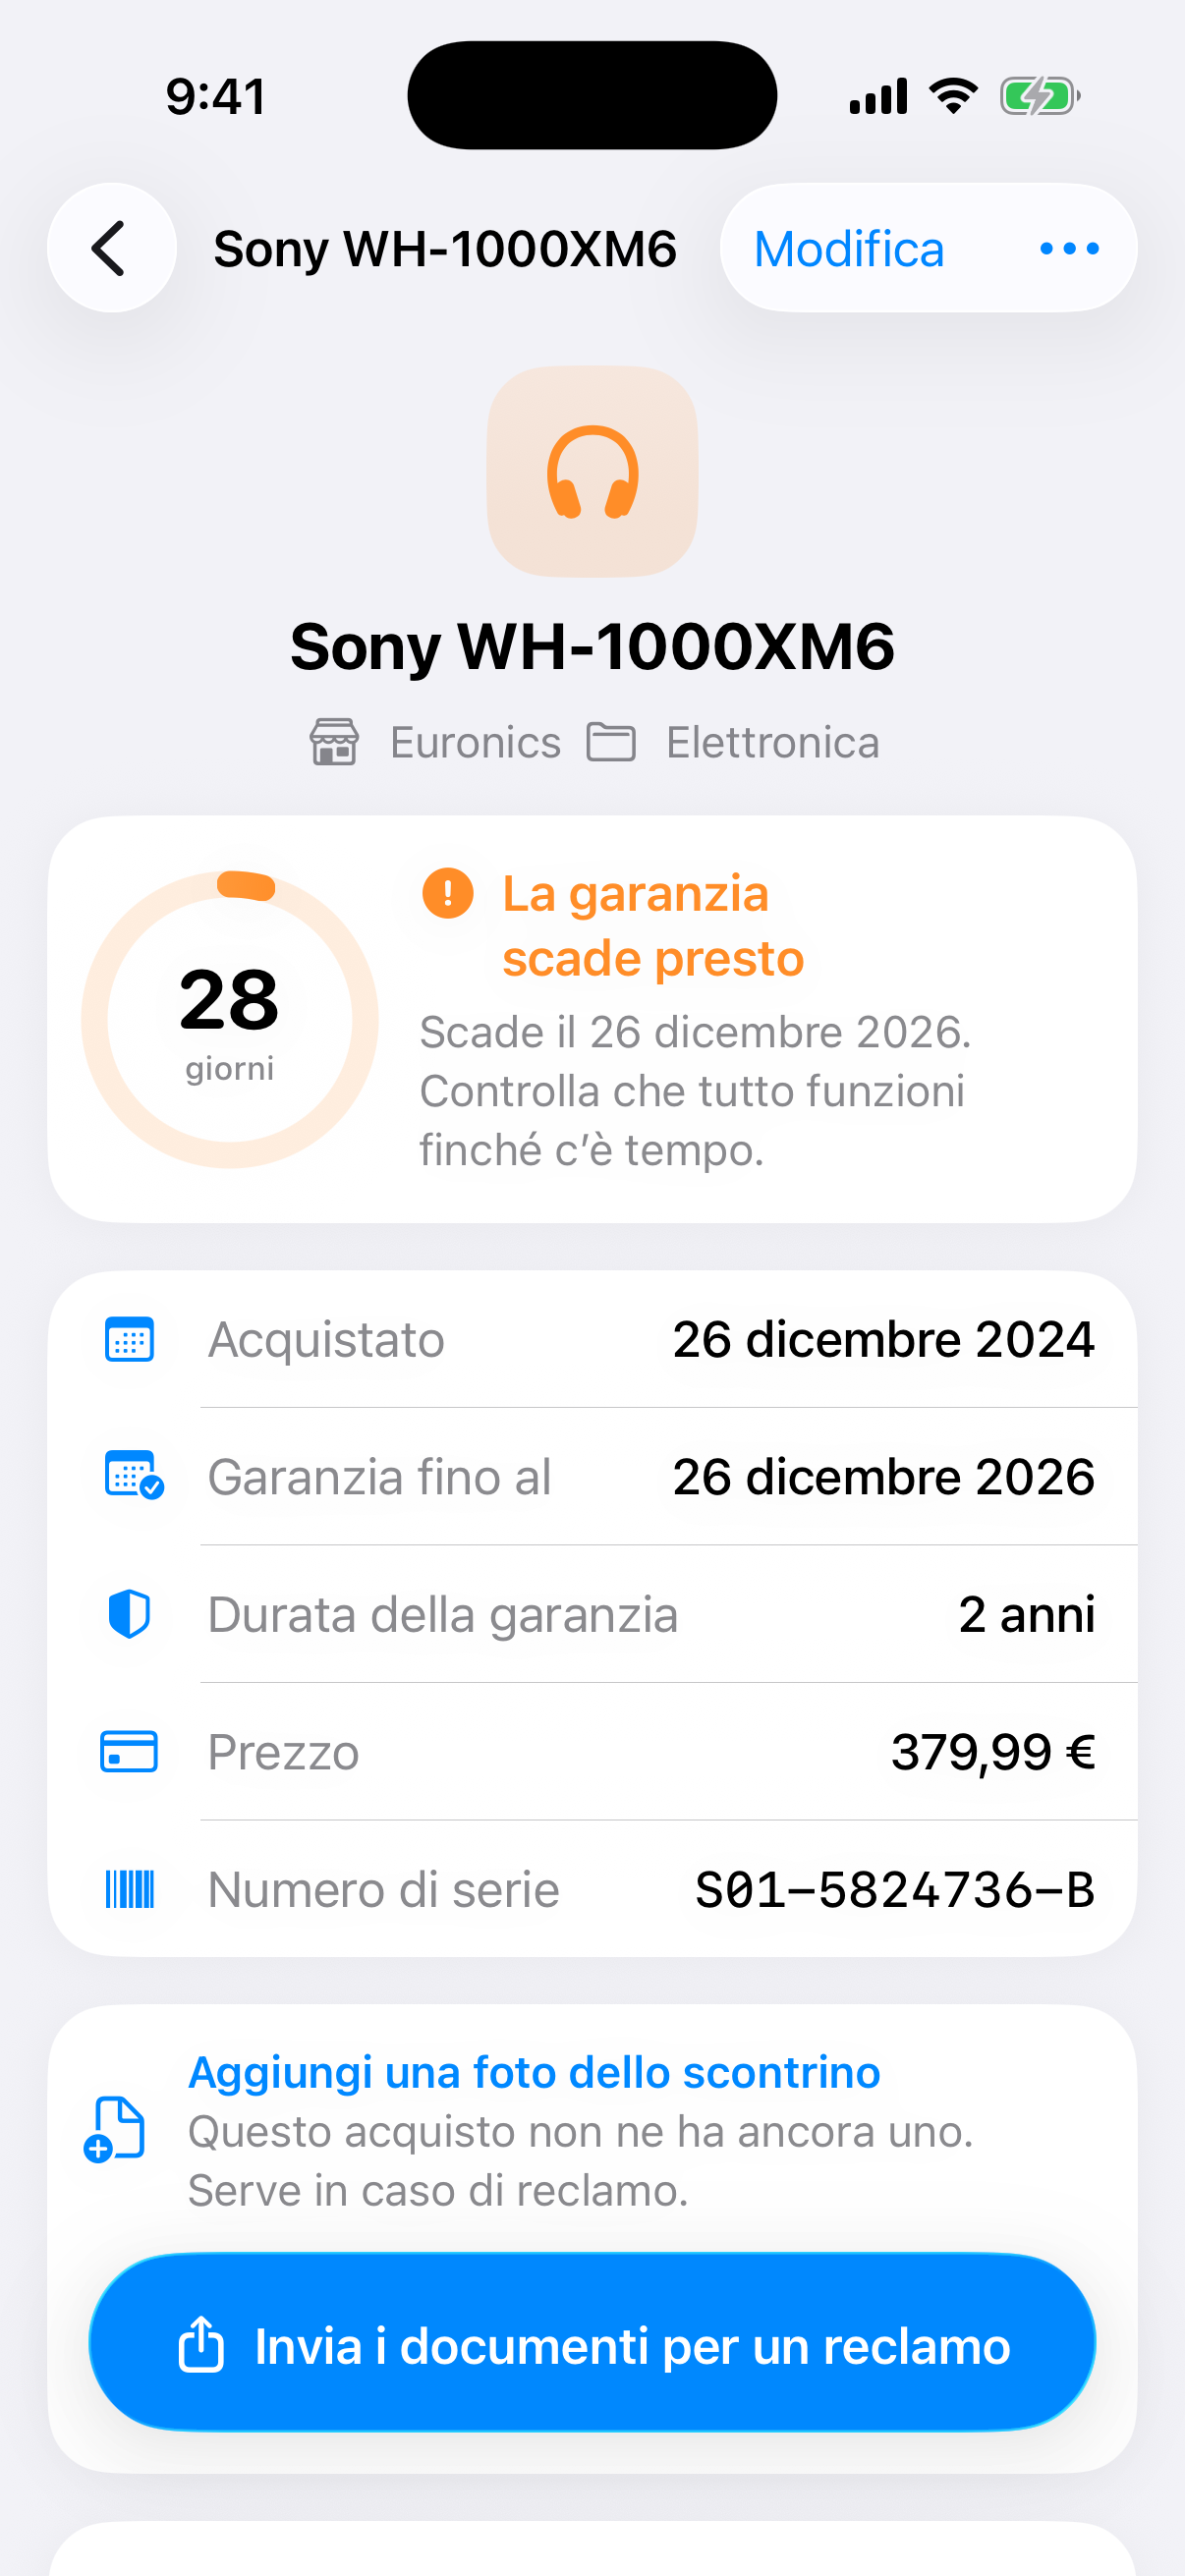 9:41
Sony WH-1000XM6
Modifica
Sony WH-1000XM6
Euronics Elettronica
28
giorni
La garanzia
scade presto
Scade il 26 dicembre 2026.
Controlla che tutto funzioni
finché c’è tempo.
Acquistato 26 dicembre 2024
Garanzia fino al 26 dicembre 2026
Durata della garanzia 2 anni
Prezzo 379,99 €
Numero di serie S01–5824736–B
Aggiungi una foto dello scontrino
Questo acquisto non ne ha ancora uno.
Serve in caso di reclamo.
Invia i documenti per un reclamo